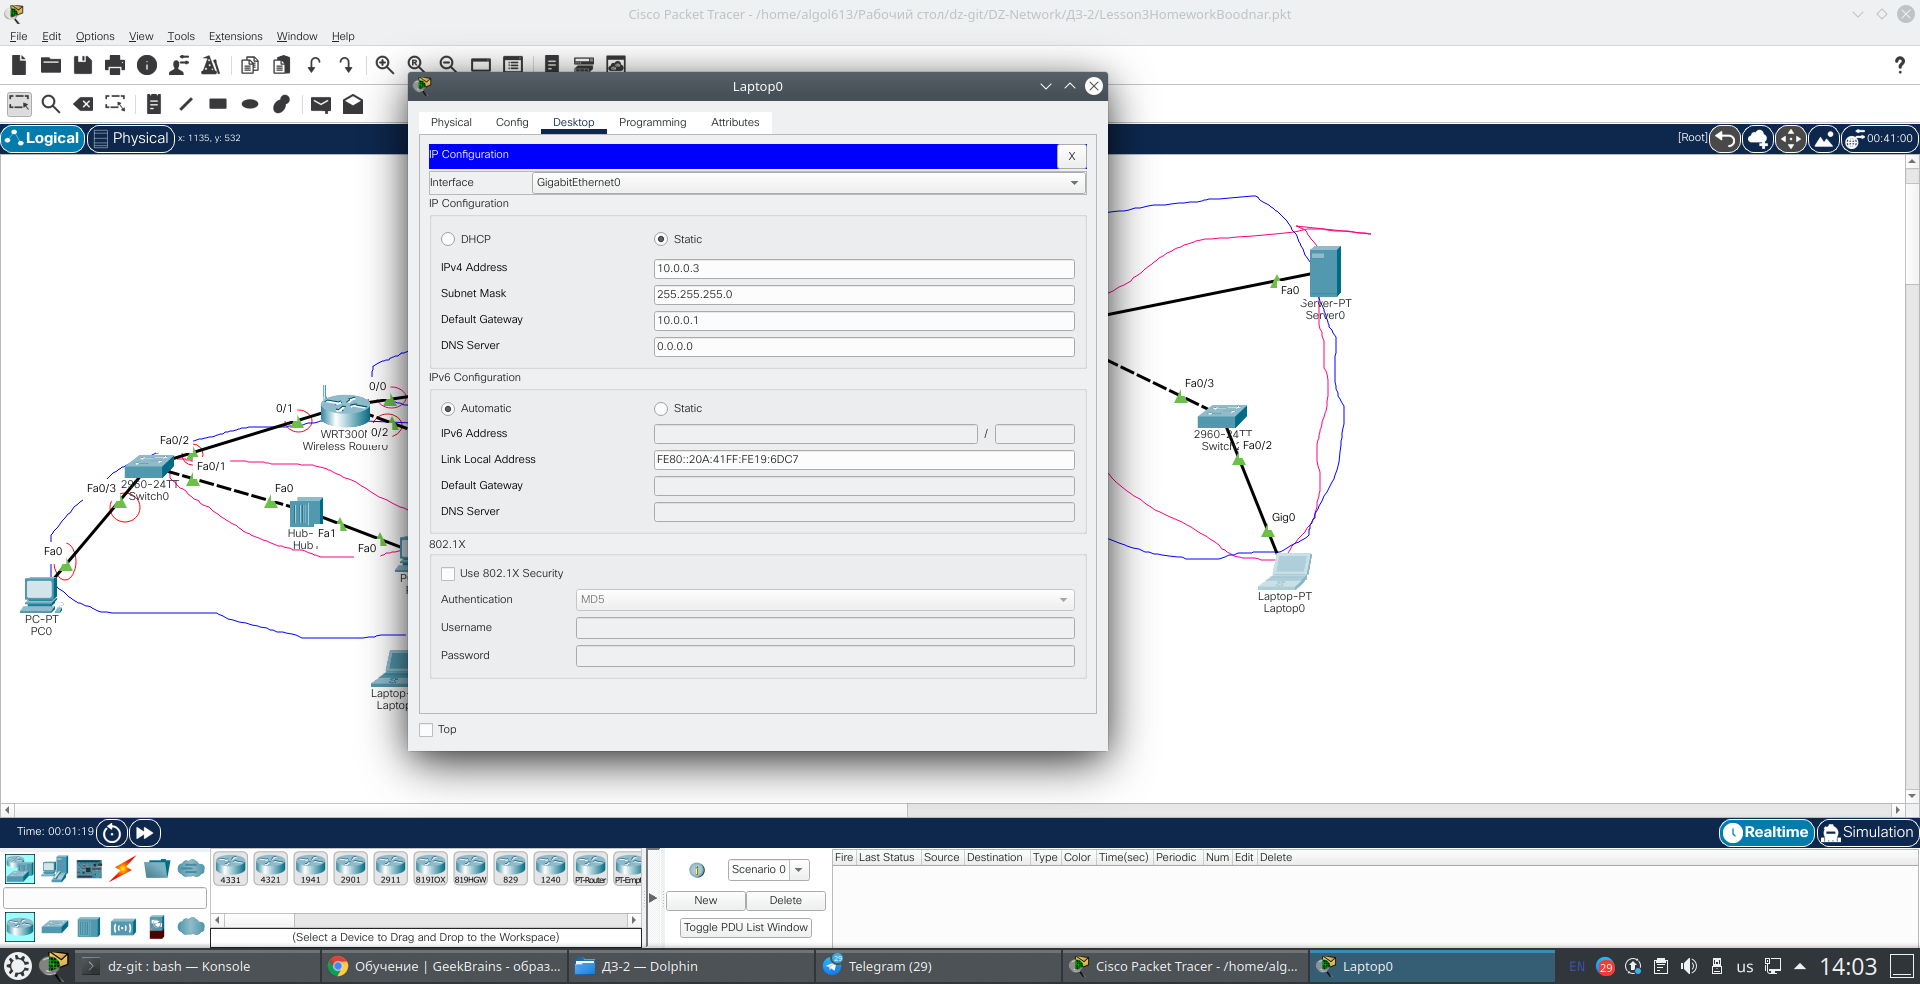 Cisco Packet Tracer - /home/algol613/Рабочий стол/dz-git/DZ-Network/ДЗ-2/Lesson3HomeworkBoodnar.pkt
File Edit Options View Tools Extensions Window Help
Laptop0
Physical Config Desktop Programming Attributes
Logical Physical x: 1135, y: 532
[Root] 00:41:00
IP Configuration X
Interface GigabitEthernet0
IP Configuration
DHCP Static
IPv4 Address 10.0.0.3
Subnet Mask 255.255.255.0
Default Gateway 10.0.0.1
DNS Server 0.0.0.0
IPv6 Configuration
Automatic Static
IPv6 Address /
Link Local Address FE80::20A:41FF:FE19:6DC7
Default Gateway
DNS Server
802.1X
Use 802.1X Security
Authentication MD5
Username
Password
Top
0/0
0/1
WRT300N 0/2
Wireless Router0
Fa0/2
Fa0/1
2960-24TT
Fa0/3 Switch0
Fa0
Hub- Fa1
Hub
Fa0
Fa0
PC-PT
PC0
Laptop-
Laptop
Fa0
Server-PT
Server0
Fa0/3
2960-24TT
Switch Fa0/2
Gig0
Laptop-PT
Laptop0
Time: 00:01:19
Realtime Simulation
4331 4321 1941 2901 2911 819IOX 819HGW 829 1240 PT-Router PT-Empt
(Select a Device to Drag and Drop to the Workspace)
Scenario 0
New Delete
Toggle PDU List Window
Fire Last Status Source Destination Type Color Time(sec) Periodic Num Edit Delete
dz-git : bash — Konsole
Обучение | GeekBrains - образ...
ДЗ-2 — Dolphin
Telegram (29)
Cisco Packet Tracer - /home/alg...
Laptop0
EN 29 us 14:03